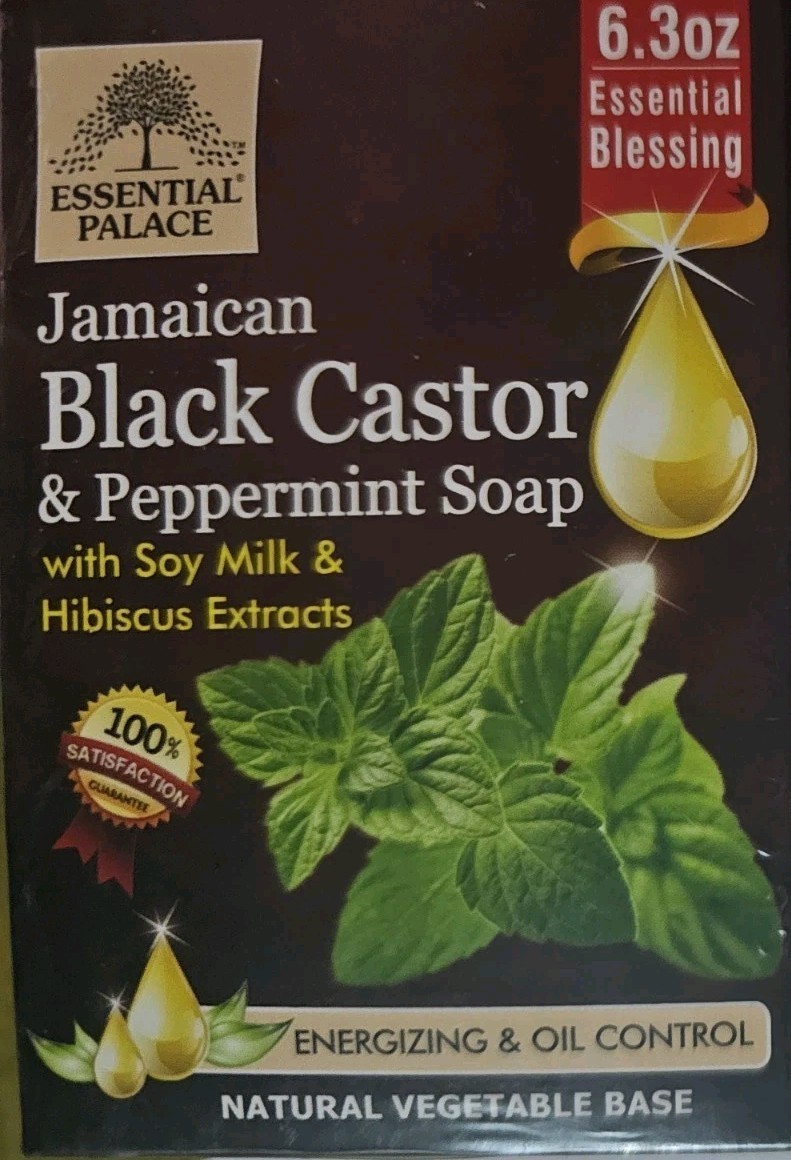 6.3oz
Essential
Blessing
ESSENTIAL®
PALACE
™
Jamaican
Black Castor
& Peppermint Soap
with Soy Milk &
Hibiscus Extracts
100%
SATISFACTION
GUARANTEE
ENERGIZING & OIL CONTROL
NATURAL VEGETABLE BASE